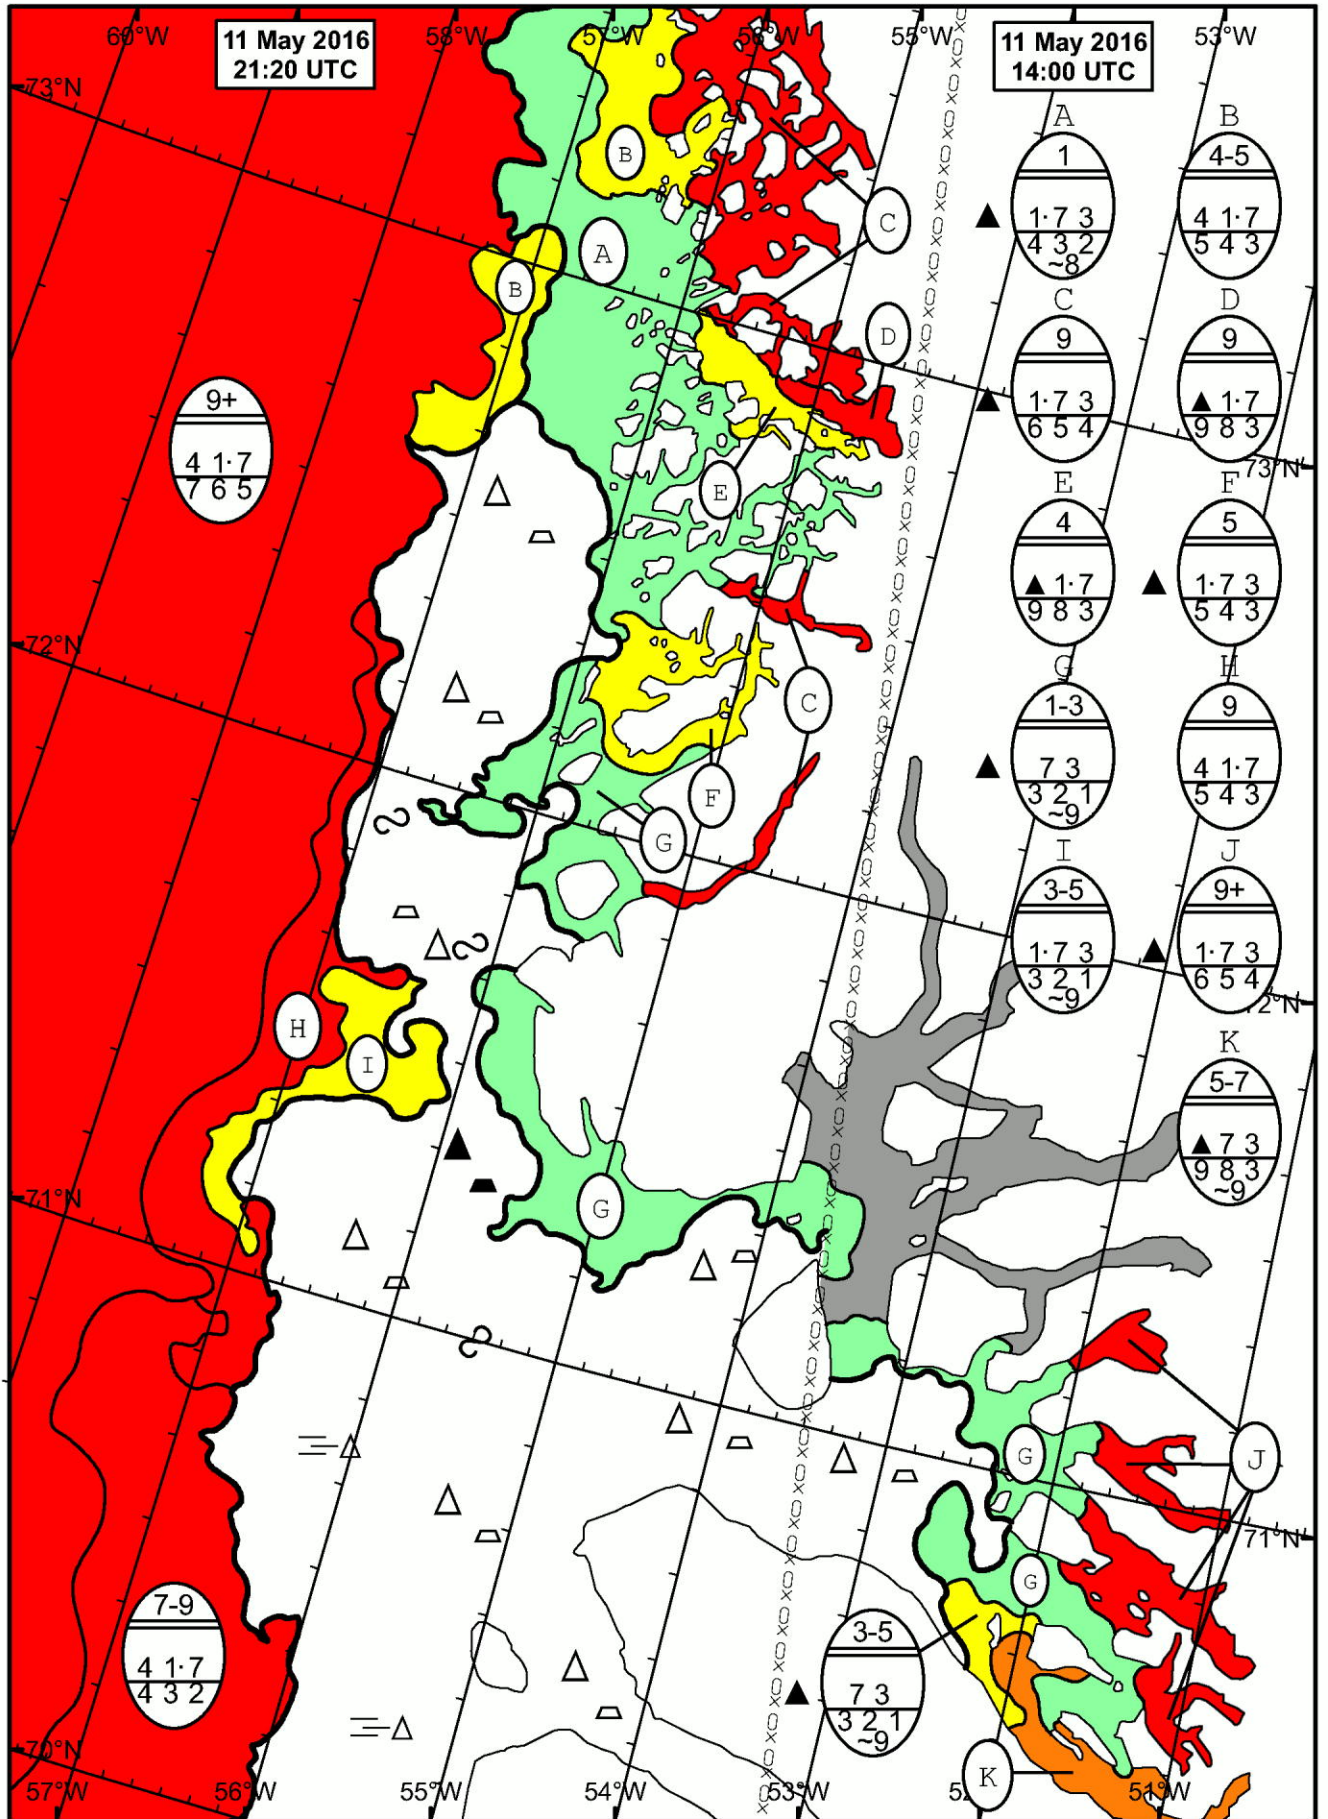 60°W
58°W
57°W
56°W
55°W
53°W
11 May 2016
21:20 UTC
11 May 2016
14:00 UTC
73°N
A
1
1·7 3
4 3 2
~8
B
4-5
4 1·7
5 4 3
B
A
C
B
D
C
9
1·7 3
6 5 4
D
9
▲ 1·7
9 8 3
9+
4 1·7
7 6 5
73°N
E
E
4
▲ 1·7
9 8 3
F
5
1·7 3
5 4 3
72°N
C
G
1-3
7 3
3 2 1
~9
H
9
4 1·7
5 4 3
F
G
I
3-5
1·7 3
3 2 1
~9
J
9+
1·7 3
6 5 4
72°N
H
I
K
5-7
▲ 7 3
9 8 3
~9
71°N
G
G
J
71°N
G
7-9
4 1·7
4 3 2
3-5
7 3
3 2 1
~9
K
70°N
57°W
56°W
55°W
54°W
53°W
51°W